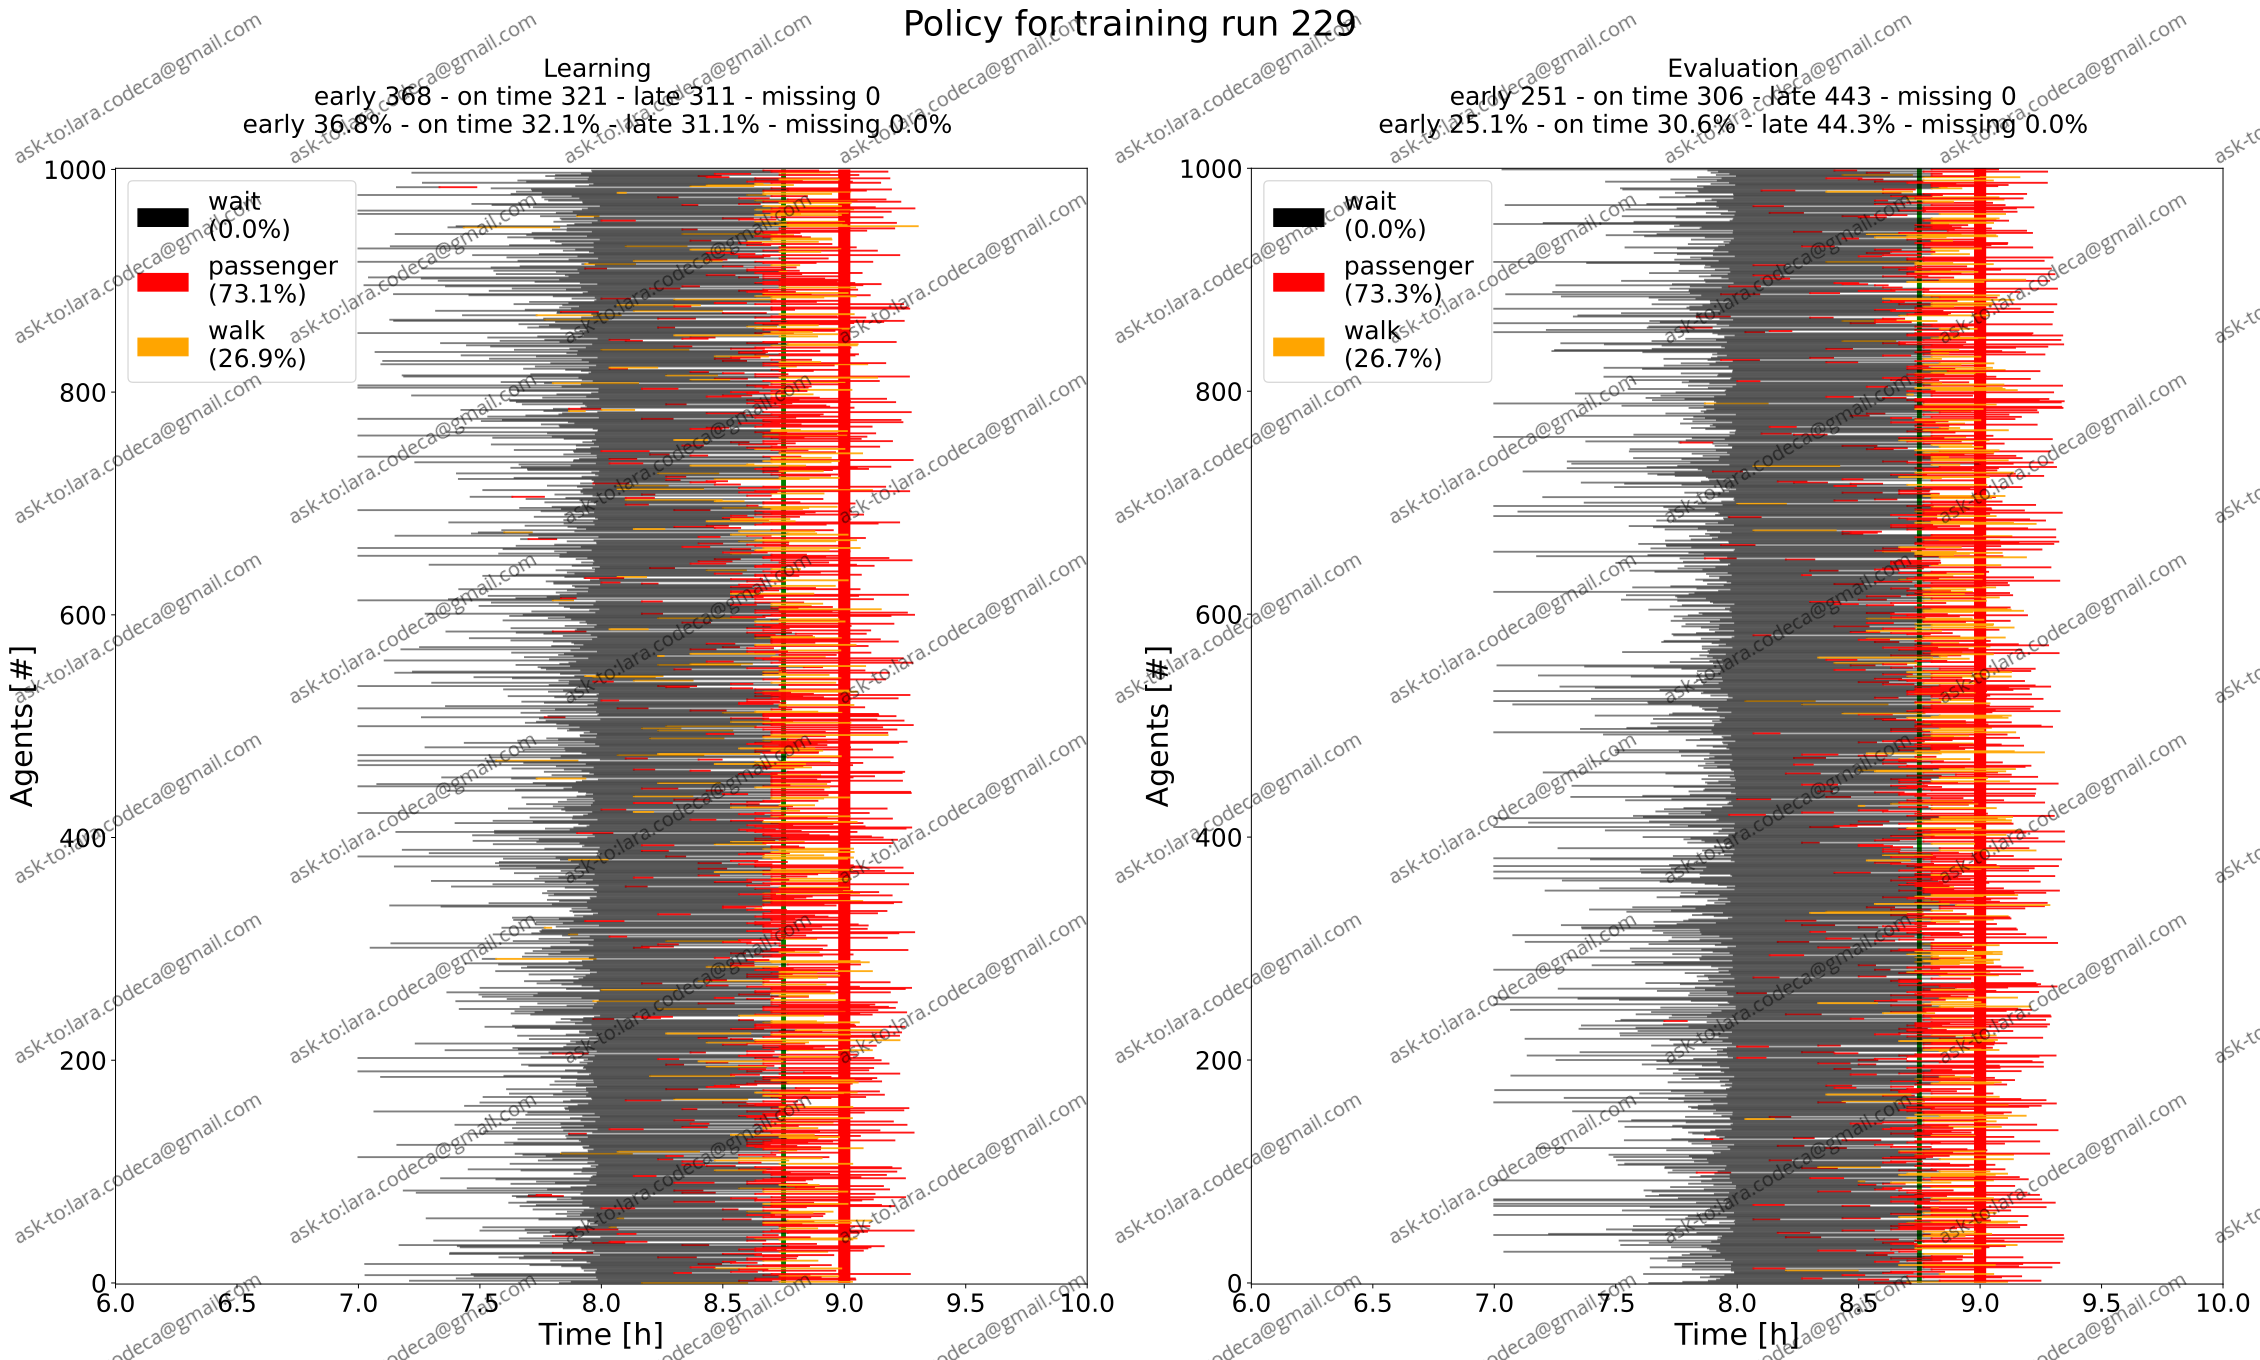 Policy for training run 229
Learning
early 368 - on time 321 - late 311 - missing 0
early 36.8% - on time 32.1% - late 31.1% - missing 0.0%
wait
(0.0%)
passenger
(73.1%)
walk
(26.9%)
Agents [#]
1000
800
600
400
200
0
6.0 6.5 7.0 7.5 8.0 8.5 9.0 9.5 10.0
Time [h]
Evaluation
early 251 - on time 306 - late 443 - missing 0
early 25.1% - on time 30.6% - late 44.3% - missing 0.0%
wait
(0.0%)
passenger
(73.3%)
walk
(26.7%)
Agents [#]
1000
800
600
400
200
0
6.0 6.5 7.0 7.5 8.0 8.5 9.0 9.5 10.0
Time [h]
ask-to:lara.codeca@gmail.com